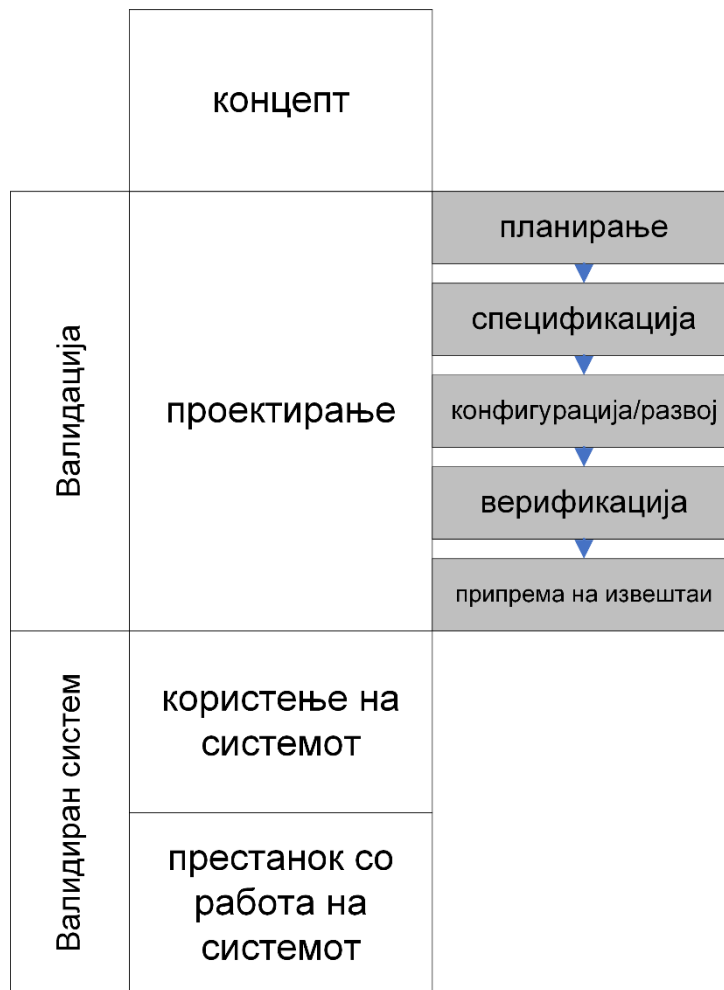 концепт
Валидација
проектирање
планирање
спецификација
конфигурација/развој
верификација
припрема на извештаи
Валидиран систем
користење на
системот
престанок со
работа на
системот